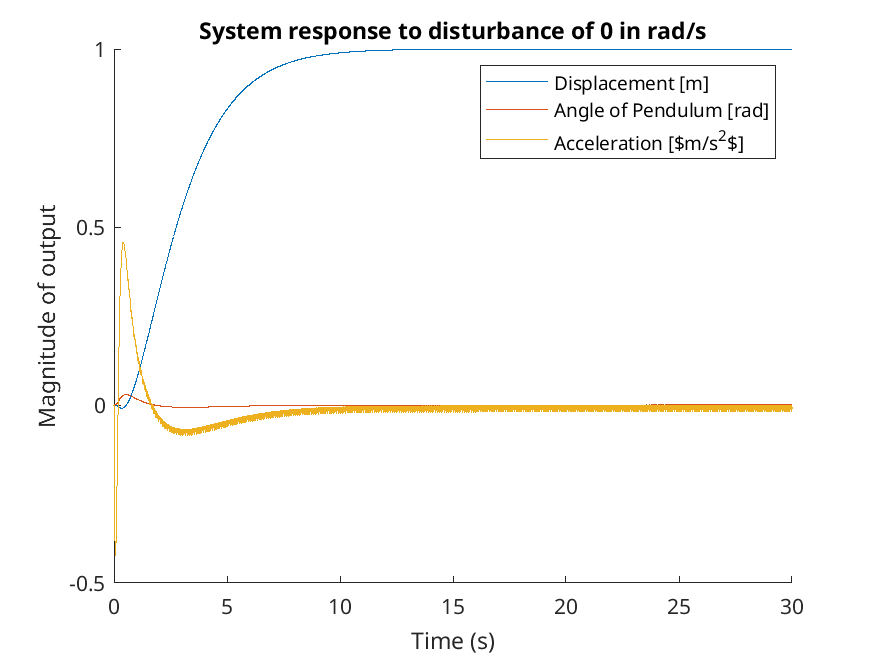 System response to disturbance of 0 in rad/s
1
0.5
0
-0.5
Magnitude of output
Displacement [m]
Angle of Pendulum [rad]
Acceleration [$m/s²$]
0 5 10 15 20 25 30
Time (s)